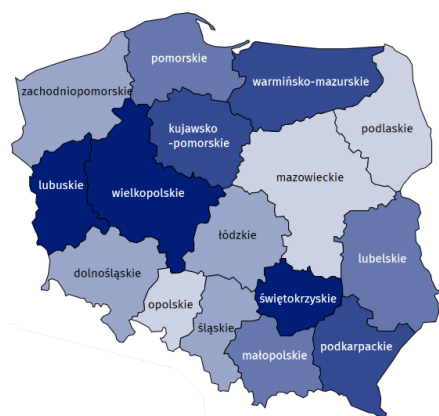 pomorskie
warmińsko-mazurskie
zachodniopomorskie
podlaskie
kujawsko
-pomorskie
mazowieckie
lubuskie
wielkopolskie
łódzkie
lubelskie
dolnośląskie
opolskie
świętokrzyskie
śląskie
podkarpackie
małopolskie